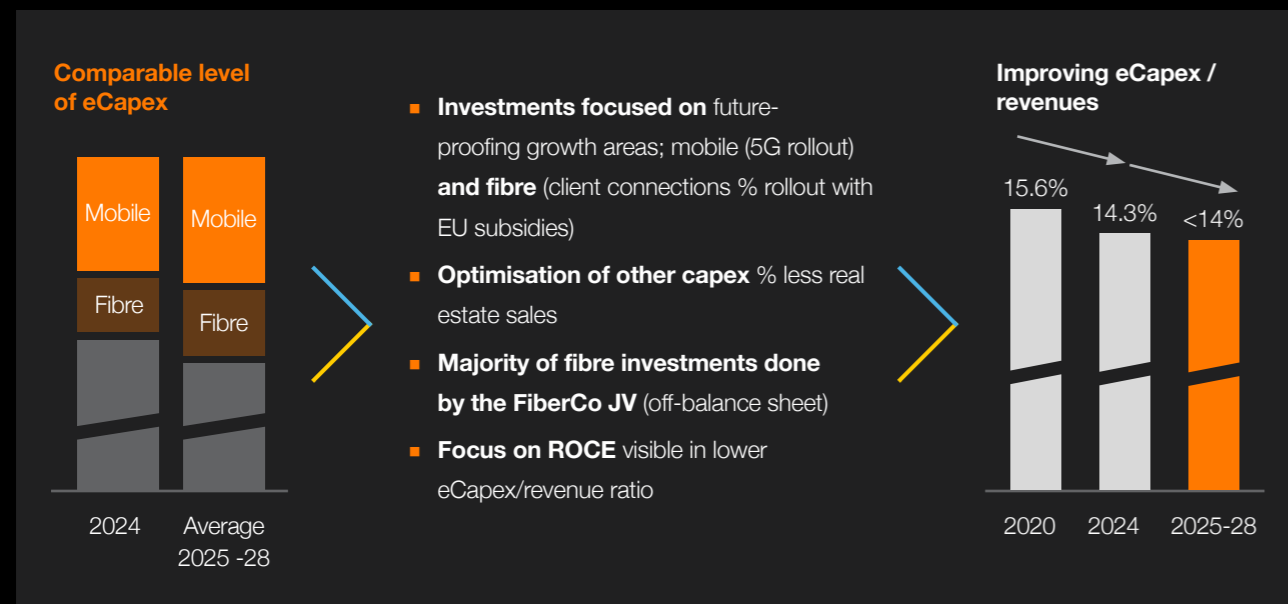 Comparable level
of eCapex
Mobile
Fibre
Mobile
Fibre
2024
Average
2025 -28
■ Investments focused on future-
proofing growth areas; mobile (5G rollout)
and fibre (client connections % rollout with
EU subsidies)
■ Optimisation of other capex % less real
estate sales
■ Majority of fibre investments done
by the FiberCo JV (off-balance sheet)
■ Focus on ROCE visible in lower
eCapex/revenue ratio
Improving eCapex /
revenues
15.6%
14.3%
<14%
2020
2024
2025-28